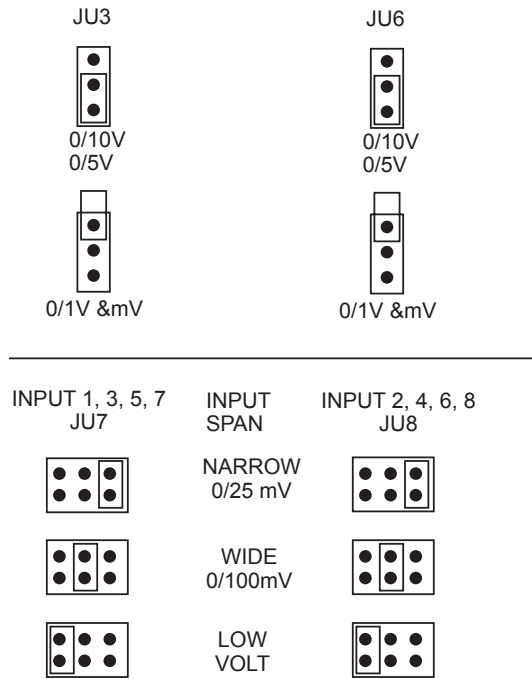 JU3
JU6
0/10V
0/5V
0/10V
0/5V
0/1V &mV
0/1V &mV
INPUT 1, 3, 5, 7
JU7
INPUT
SPAN
INPUT 2, 4, 6, 8
JU8
NARROW
0/25 mV
WIDE
0/100mV
LOW
VOLT